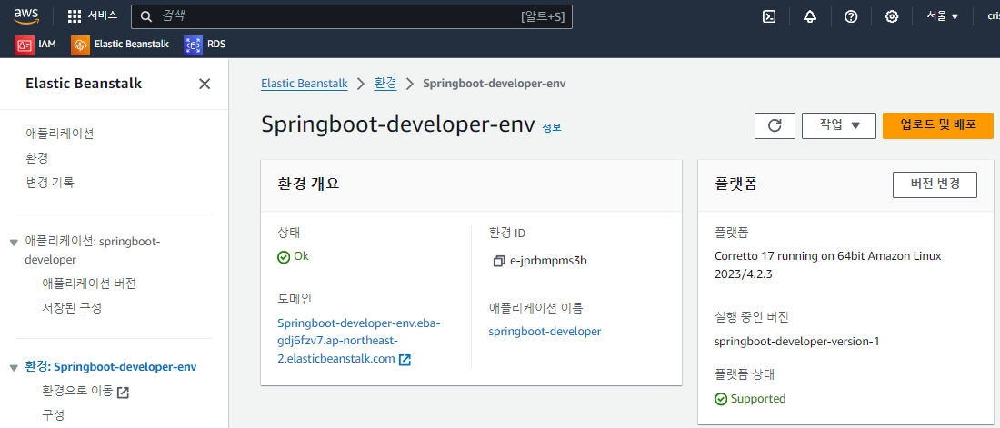 aws
서비스
검색
[알트+S]
서울 ▼
cris
IAM
Elastic Beanstalk
RDS
Elastic Beanstalk
애플리케이션
환경
변경 기록
애플리케이션: springboot-
developer
애플리케이션 버전
저장된 구성
환경: Springboot-developer-env
환경으로 이동
구성
Elastic Beanstalk > 환경 > Springboot-developer-env
Springboot-developer-env 정보
작업 ▼
업로드 및 배포
환경 개요
상태
Ok
도메인
Springboot-developer-env.eba-
gdj6fzv7.ap-northeast-
2.elasticbeanstalk.com
환경 ID
e-jprbmpms3b
애플리케이션 이름
springboot-developer
플랫폼
버전 변경
플랫폼
Corretto 17 running on 64bit Amazon Linux
2023/4.2.3
실행 중인 버전
springboot-developer-version-1
플랫폼 상태
Supported